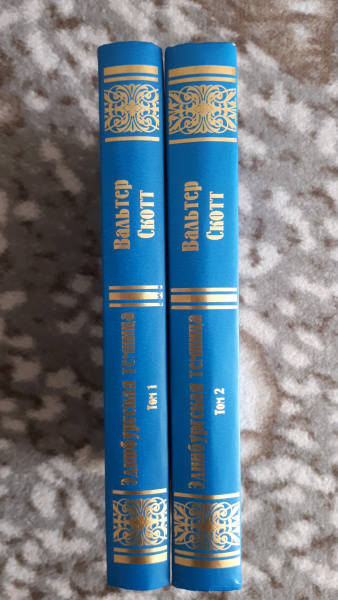 Вальтер
Скотт
Эдинбургская темница
Том 1
Вальтер
Скотт
Эдинбургская темница
Том 2